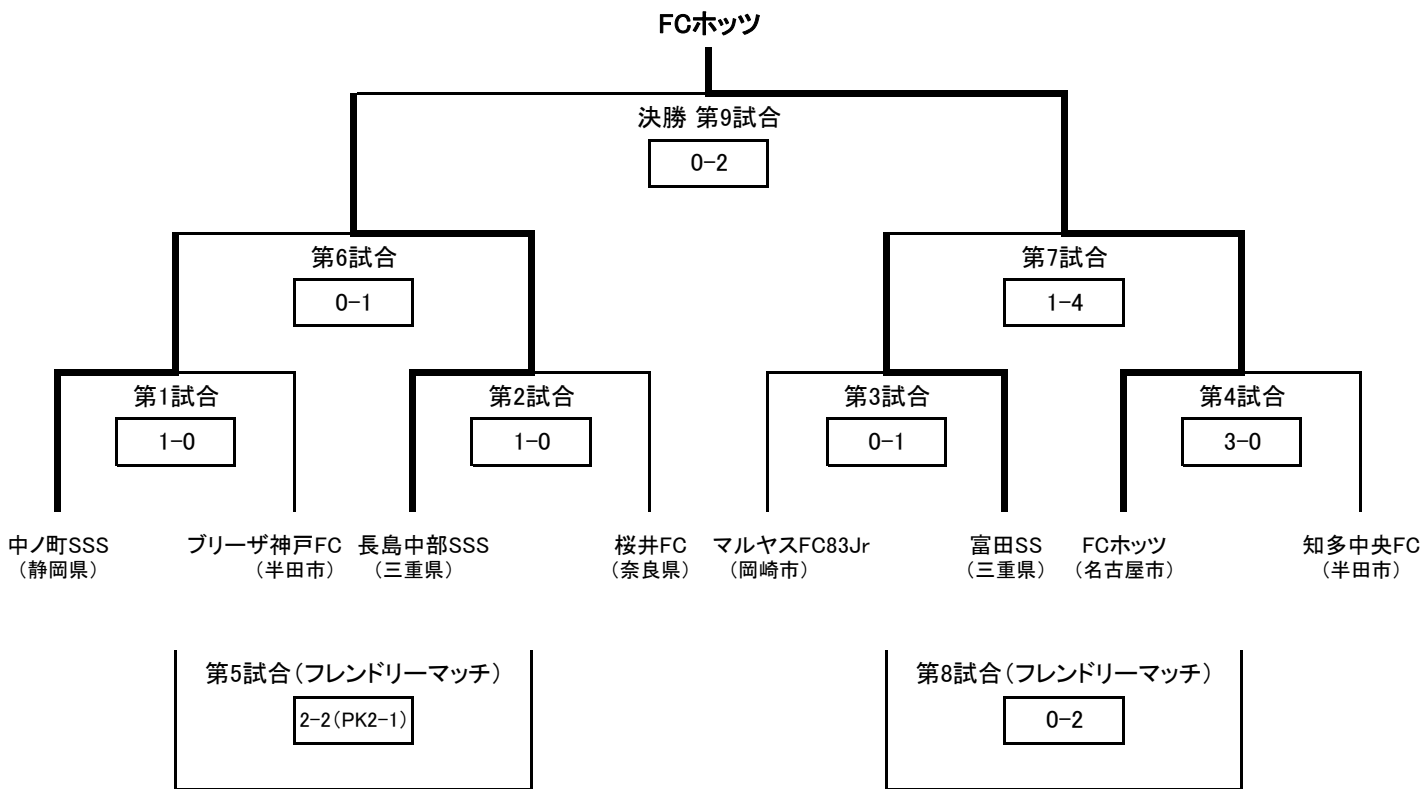 FCホッツ
決勝 第9試合
0-2
第6試合
0-1
第7試合
1-4
第1試合
1-0
第2試合
1-0
第3試合
0-1
第4試合
3-0
中ノ町SSS
(静岡県)
ブリーザ神戸FC
(半田市)
長島中部SSS
(三重県)
桜井FC
(奈良県)
マルヤスFC83Jr
(岡崎市)
富田SS
(三重県)
FCホッツ
(名古屋市)
知多中央FC
(半田市)
第5試合(フレンドリーマッチ)
2-2(PK2-1)
第8試合(フレンドリーマッチ)
0-2